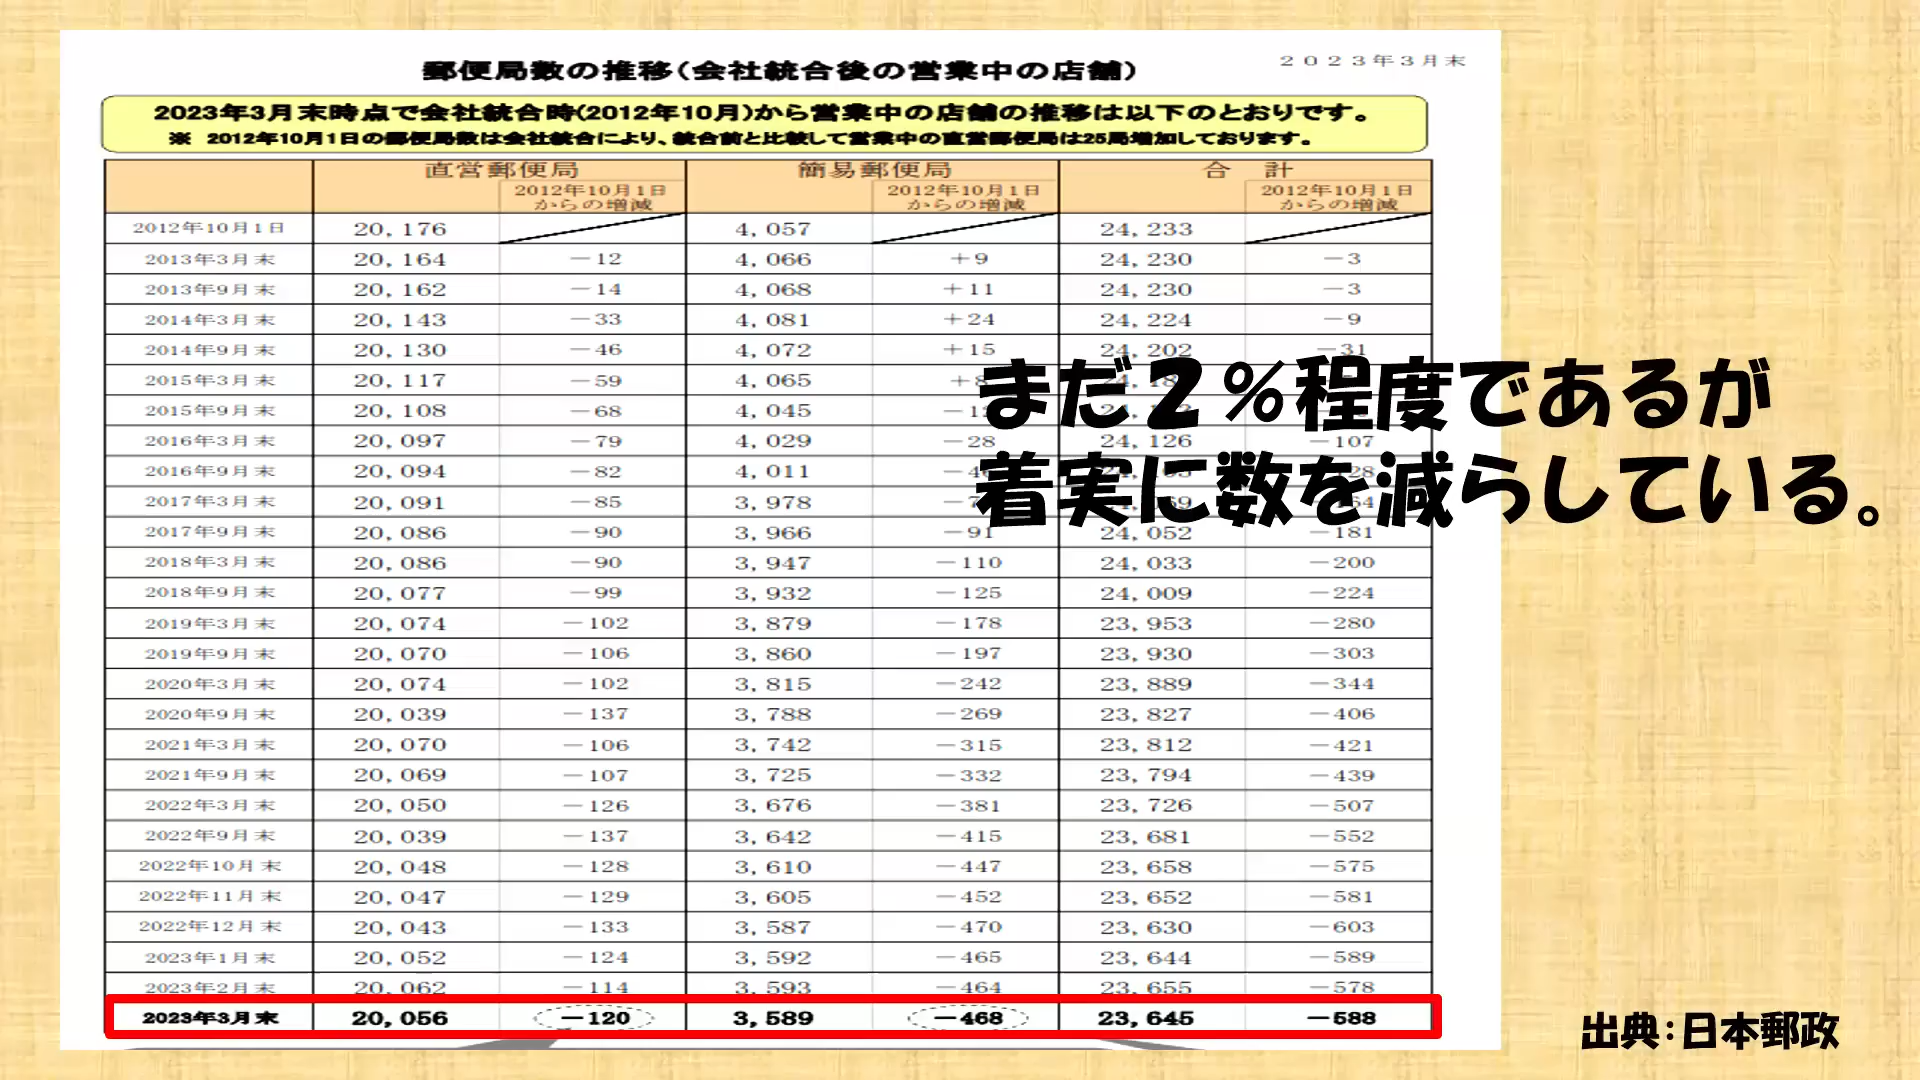 2023年3月末
郵便局数の推移(会社統合後の営業中の店舗)
2023年3月末時点で会社統合時(2012年10月)から営業中の店舗の推移は以下のとおりです。
※ 2012年10月1日の郵便局数は会社統合により、統合前と比較して営業中の直営郵便局は25局増加しております。
直営郵便局 簡易郵便局 合 計
2012年10月1日からの増減 2012年10月1日からの増減 2012年10月1日からの増減
2012年10月1日 20,176 4,057 24,233
2013年3月末 20,164 -12 4,066 +9 24,230 -3
2013年9月末 20,162 -14 4,068 +11 24,230 -3
2014年3月末 20,143 -33 4,081 +24 24,224 -9
2014年9月末 20,130 -46 4,072 +15 24,202 -31
2015年3月末 20,117 -59 4,065 +8
2015年9月末 20,108 -68 4,045
2016年3月末 20,097 -79 4,029 -28 24,126 -107
2016年9月末 20,094 -82 4,011
2017年3月末 20,091 -85 3,978
2017年9月末 20,086 -90 3,966 -91 24,052 -181
2018年3月末 20,086 -90 3,947 -110 24,033 -200
2018年9月末 20,077 -99 3,932 -125 24,009 -224
2019年3月末 20,074 -102 3,879 -178 23,953 -280
2019年9月末 20,070 -106 3,860 -197 23,930 -303
2020年3月末 20,074 -102 3,815 -242 23,889 -344
2020年9月末 20,039 -137 3,788 -269 23,827 -406
2021年3月末 20,070 -106 3,742 -315 23,812 -421
2021年9月末 20,069 -107 3,725 -332 23,794 -439
2022年3月末 20,050 -126 3,676 -381 23,726 -507
2022年9月末 20,039 -137 3,642 -415 23,681 -552
2022年10月末 20,048 -128 3,610 -447 23,658 -575
2022年11月末 20,047 -129 3,605 -452 23,652 -581
2022年12月末 20,043 -133 3,587 -470 23,630 -603
2023年1月末 20,052 -124 3,592 -465 23,644 -589
2023年2月末 20,062 -114 3,593 -464 23,655 -578
2023年3月末 20,056 -120 3,589 -468 23,645 -588
まだ2%程度であるが
着実に数を減らしている。
出典:日本郵政